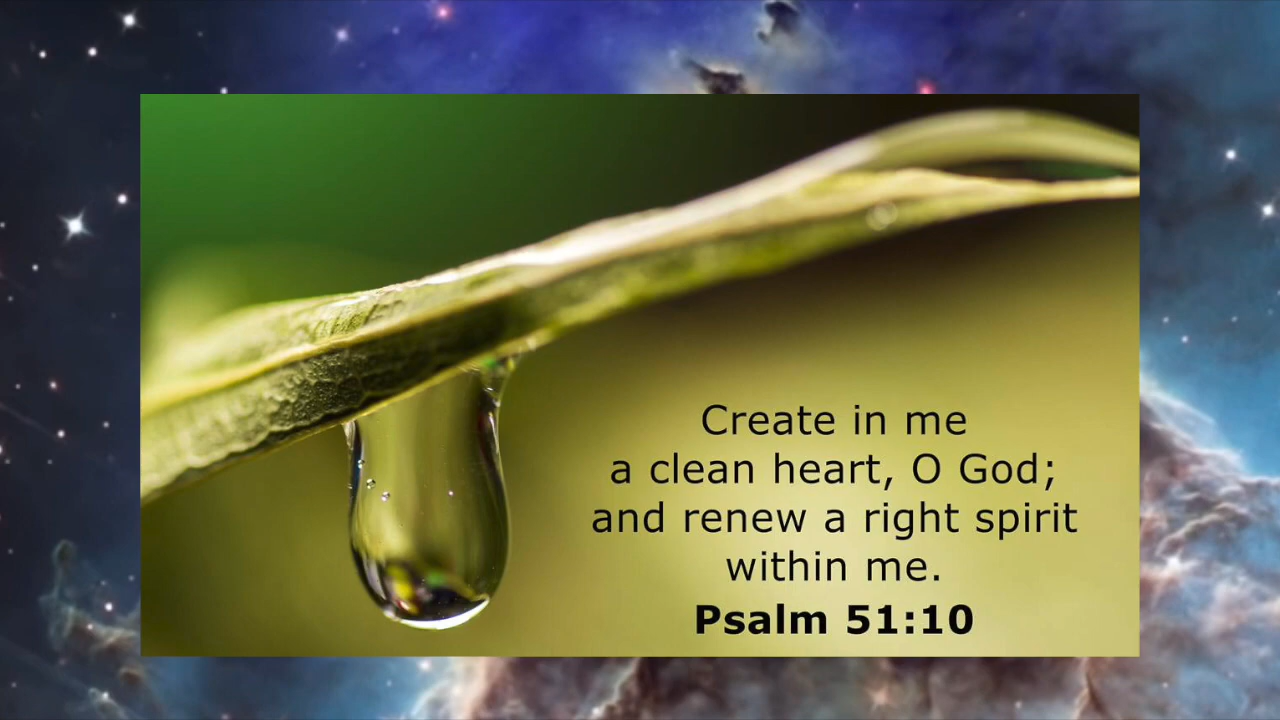 Create in me
a clean heart, O God;
and renew a right spirit
within me.
Psalm 51:10